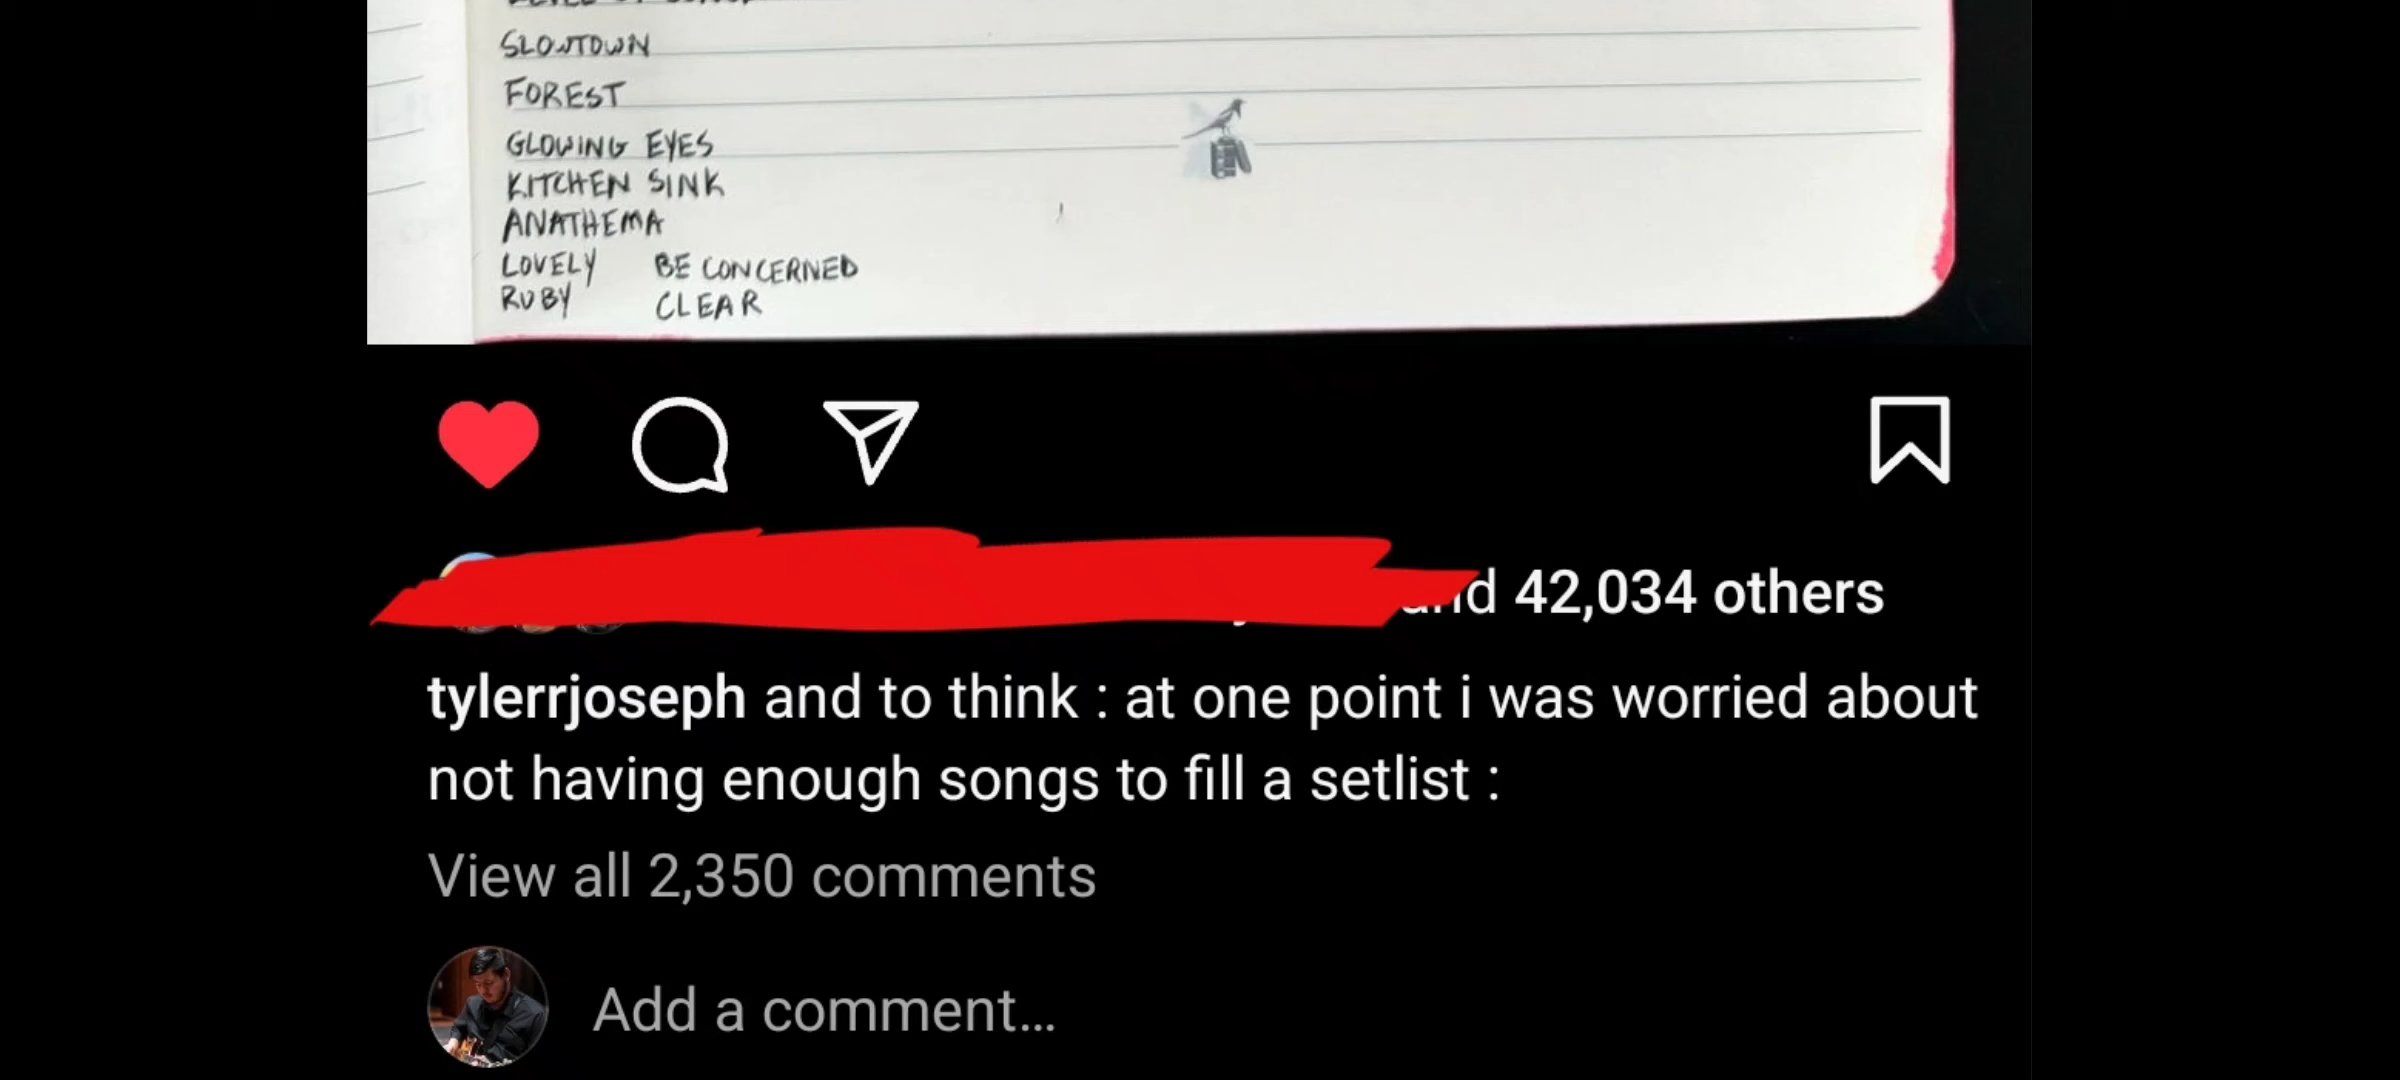 SLOWTOWN
FOREST
GLOWING EYES
KITCHEN SINK
ANATHEMA
LOVELY BE CONCERNED
RUBY CLEAR
and 42,034 others
tylerrjoseph and to think : at one point i was worried about
not having enough songs to fill a setlist :
View all 2,350 comments
Add a comment...